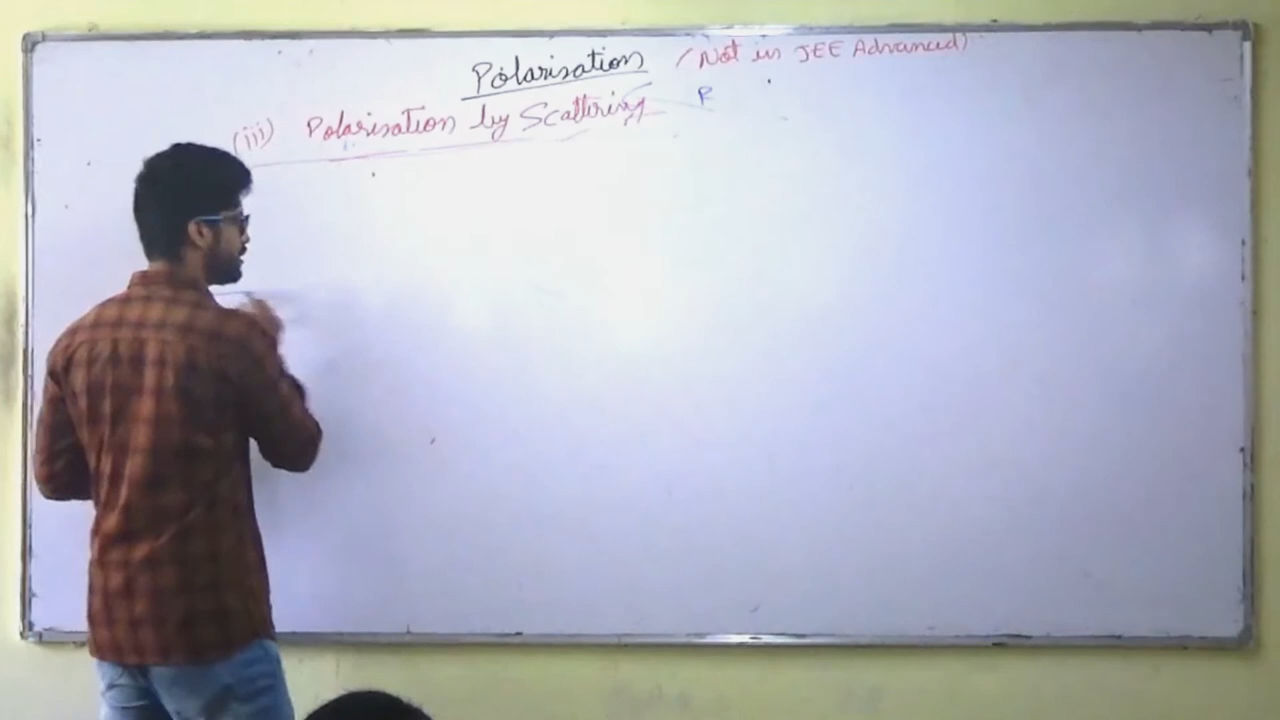 Polarisation (Not in JEE Advanced)
(iii) Polarisation by Scattering R